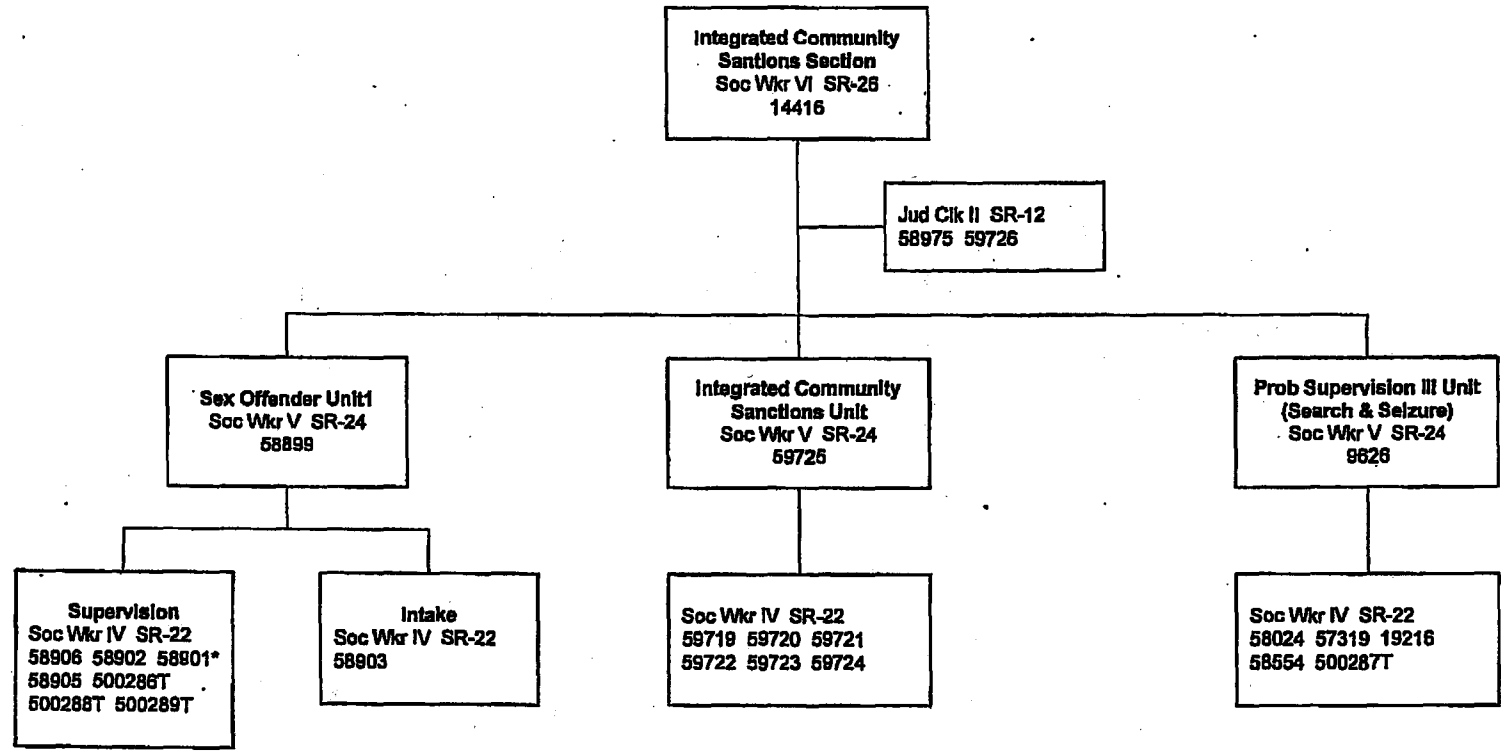 Integrated Community
Santions Section
Soc Wkr VI SR-26
14416
Jud Clk II SR-12
58975 59726
Sex Offender Unit1
Soc Wkr V SR-24
58899
Integrated Community
Sanctions Unit
Soc Wkr V SR-24
59725
Prob Supervision III Unit
(Search & Seizure)
Soc Wkr V SR-24
9626
Supervision
Soc Wkr IV SR-22
58906 58902 58901*
58905 500286T
500288T 500289T
Intake
Soc Wkr IV SR-22
58903
Soc Wkr IV SR-22
59719 59720 59721
59722 59723 59724
Soc Wkr IV SR-22
58024 57319 19216
58554 500287T